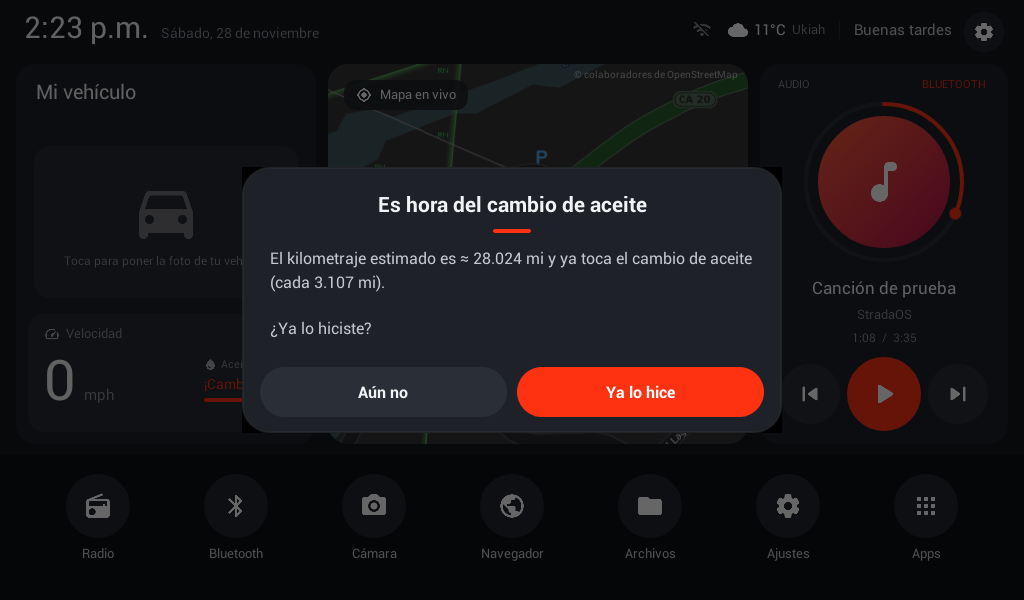 2:23 p.m. Sábado, 28 de noviembre
11°C Ukiah
Buenas tardes
Mi vehículo
Toca para poner la foto de tu veh
Velocidad
0 mph
Acei
¡Camb
© colaboradores de OpenStreetMap
Mapa en vivo
RN
CA 20
RN
P
RN
Es hora del cambio de aceite
El kilometraje estimado es ≈ 28.024 mi y ya toca el cambio de aceite
(cada 3.107 mi).
¿Ya lo hiciste?
Aún no
Ya lo hice
AUDIO
BLUETOOTH
Canción de prueba
StradaOS
1:08 / 3:35
Radio
Bluetooth
Cámara
Navegador
Archivos
Ajustes
Apps